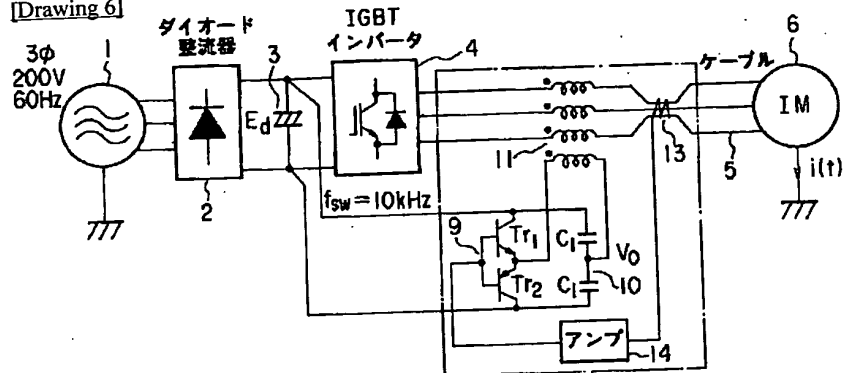 [Drawing 6]
3φ
200V
60Hz
1
ダイオード
整流器
2
3
Ed
IGBT
インバータ
4
fsw=10kHz
11
9
Tr1
Tr2
C1
C1
V0
10
アンプ
14
13
ケーブル
5
6
IM
i(t)